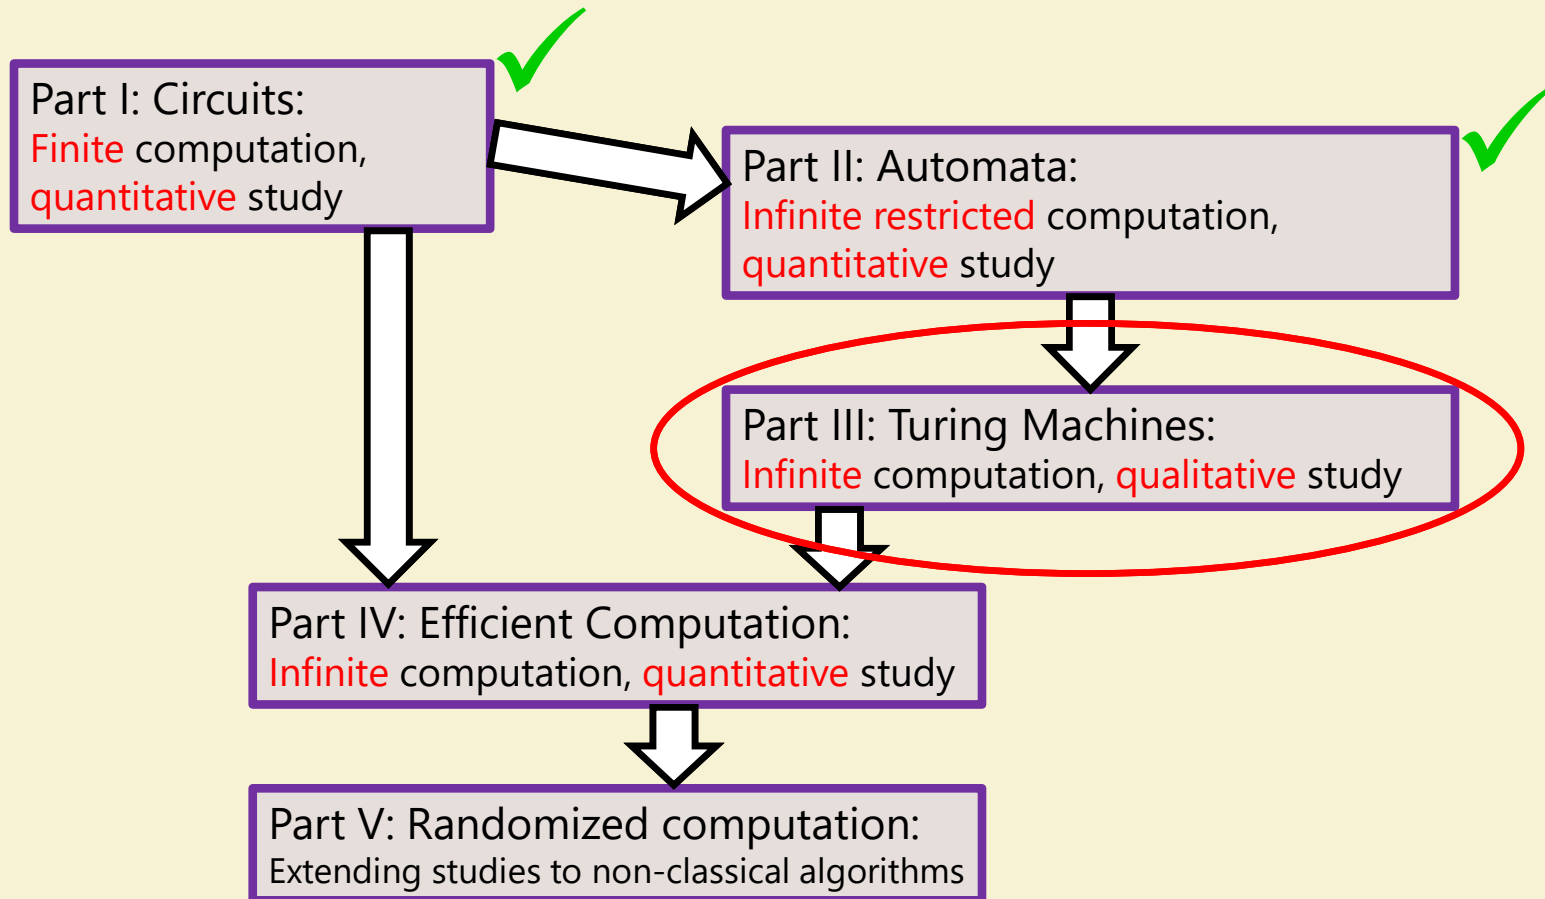 Part I: Circuits:
Finite computation,
quantitative study
Part II: Automata:
Infinite restricted computation,
quantitative study
Part III: Turing Machines:
Infinite computation, qualitative study
Part IV: Efficient Computation:
Infinite computation, quantitative study
Part V: Randomized computation:
Extending studies to non-classical algorithms